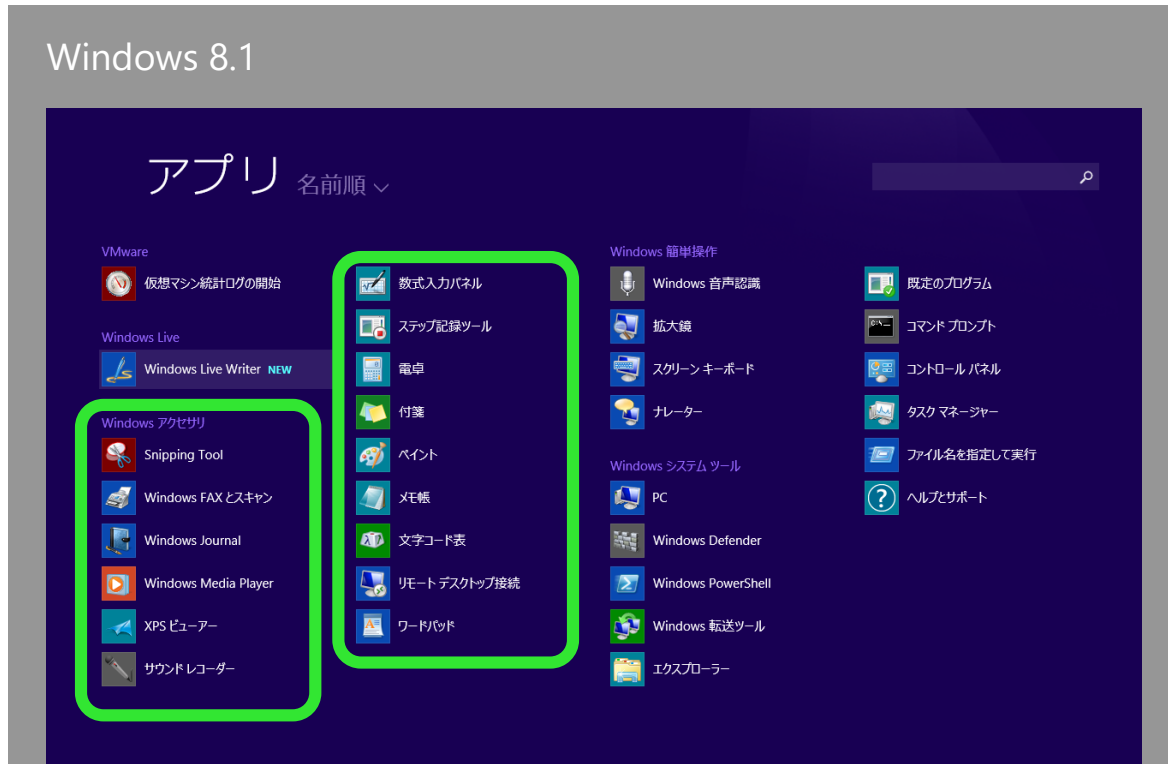 Windows 8.1
アプリ 名前順
VMware
仮想マシン統計ログの開始
Windows Live
Windows Live Writer NEW
Windows アクセサリ
Snipping Tool
Windows FAX とスキャン
Windows Journal
Windows Media Player
XPS ビューアー
サウンド レコーダー
数式入力パネル
ステップ記録ツール
電卓
付箋
ペイント
メモ帳
文字コード表
リモート デスクトップ接続
ワードパッド
Windows 簡単操作
Windows 音声認識
拡大鏡
スクリーン キーボード
ナレーター
Windows システム ツール
PC
Windows Defender
Windows PowerShell
Windows 転送ツール
エクスプローラー
既定のプログラム
コマンド プロンプト
コントロール パネル
タスク マネージャー
ファイル名を指定して実行
ヘルプとサポート